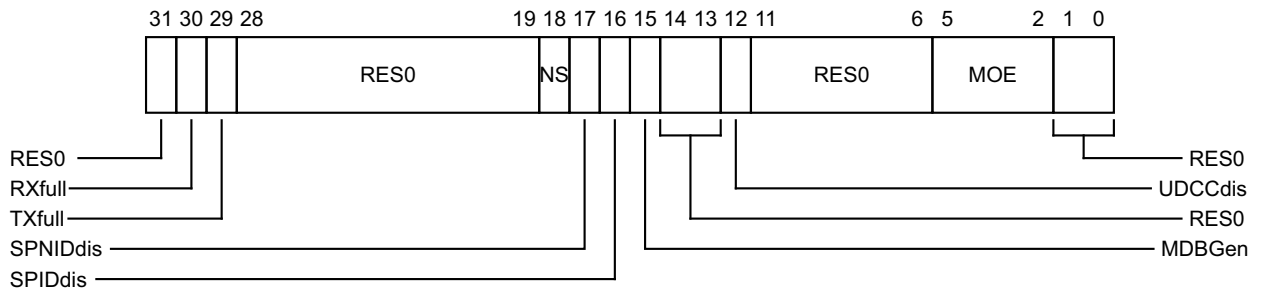 31 30 29 28 19 18 17 16 15 14 13 12 11 6 5 2 1 0
RES0 NS RES0 MOE
RES0 RES0
RXfull UDCCdis
TXfull RES0
SPNIDdis MDBGen
SPIDdis